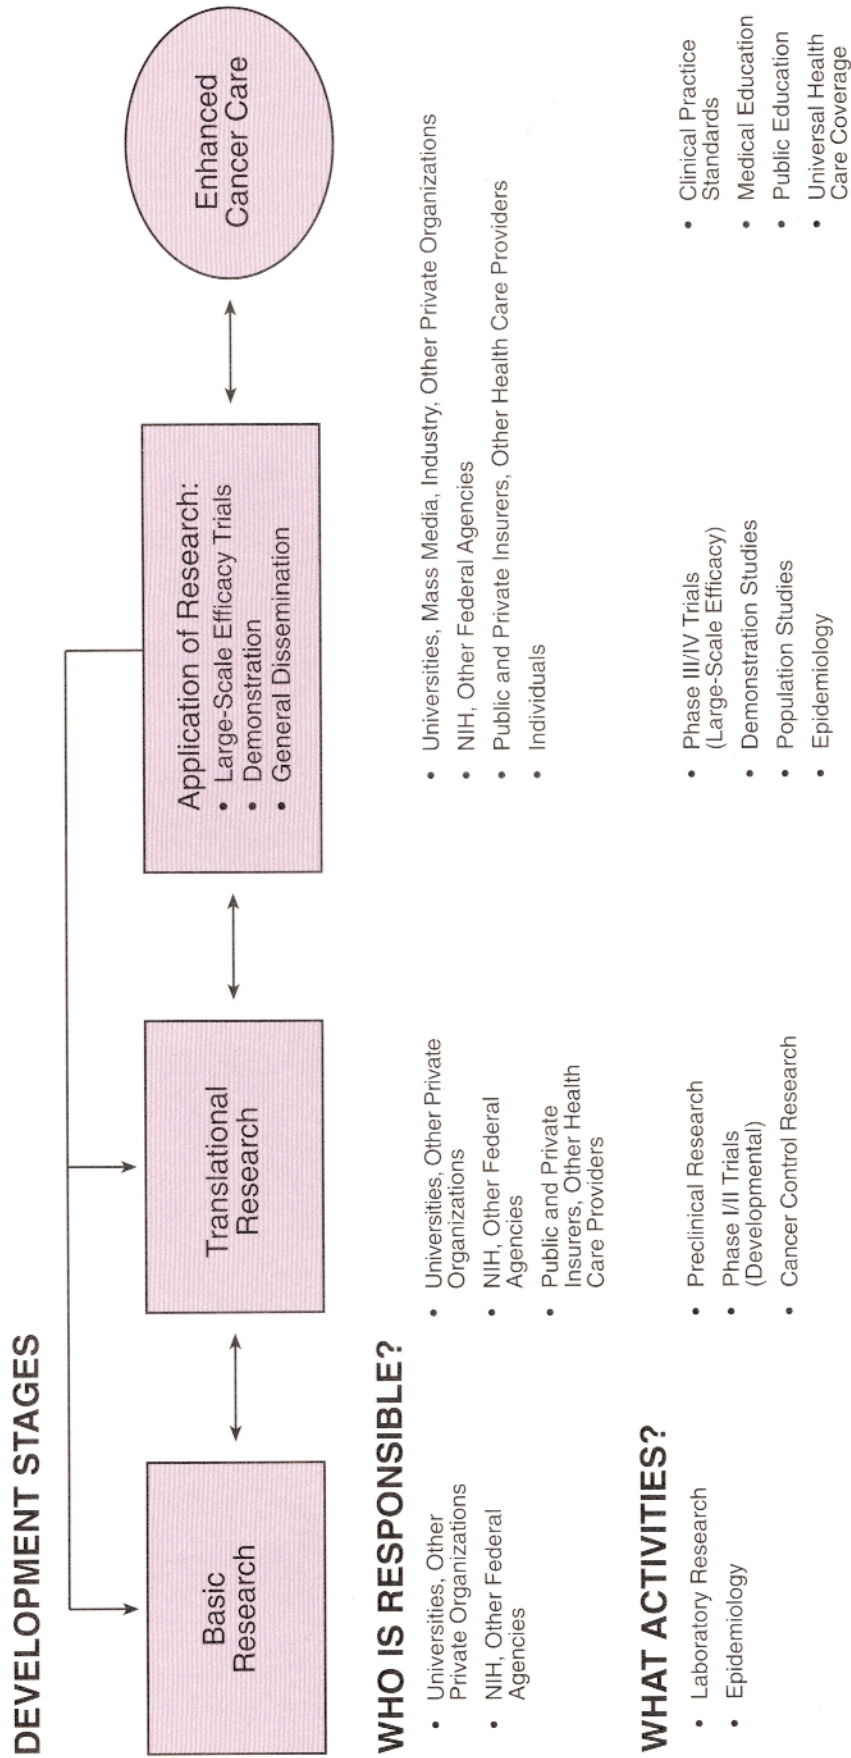 DEVELOPMENT STAGES
Basic
Research
Translational
Research
Application of Research:
• Large-Scale Efficacy Trials
• Demonstration
• General Dissemination
Enhanced
Cancer Care
WHO IS RESPONSIBLE?
• Universities, Other
Private Organizations
• NIH, Other Federal
Agencies
• Universities, Other Private
Organizations
• NIH, Other Federal
Agencies
• Public and Private
Insurers, Other Health
Care Providers
• Universities, Mass Media, Industry, Other Private Organizations
• NIH, Other Federal Agencies
• Public and Private Insurers, Other Health Care Providers
• Individuals
WHAT ACTIVITIES?
• Laboratory Research
• Epidemiology
• Preclinical Research
• Phase I/II Trials
(Developmental)
• Cancer Control Research
• Phase III/IV Trials
(Large-Scale Efficacy)
• Demonstration Studies
• Population Studies
• Epidemiology
• Clinical Practice
Standards
• Medical Education
• Public Education
• Universal Health
Care Coverage